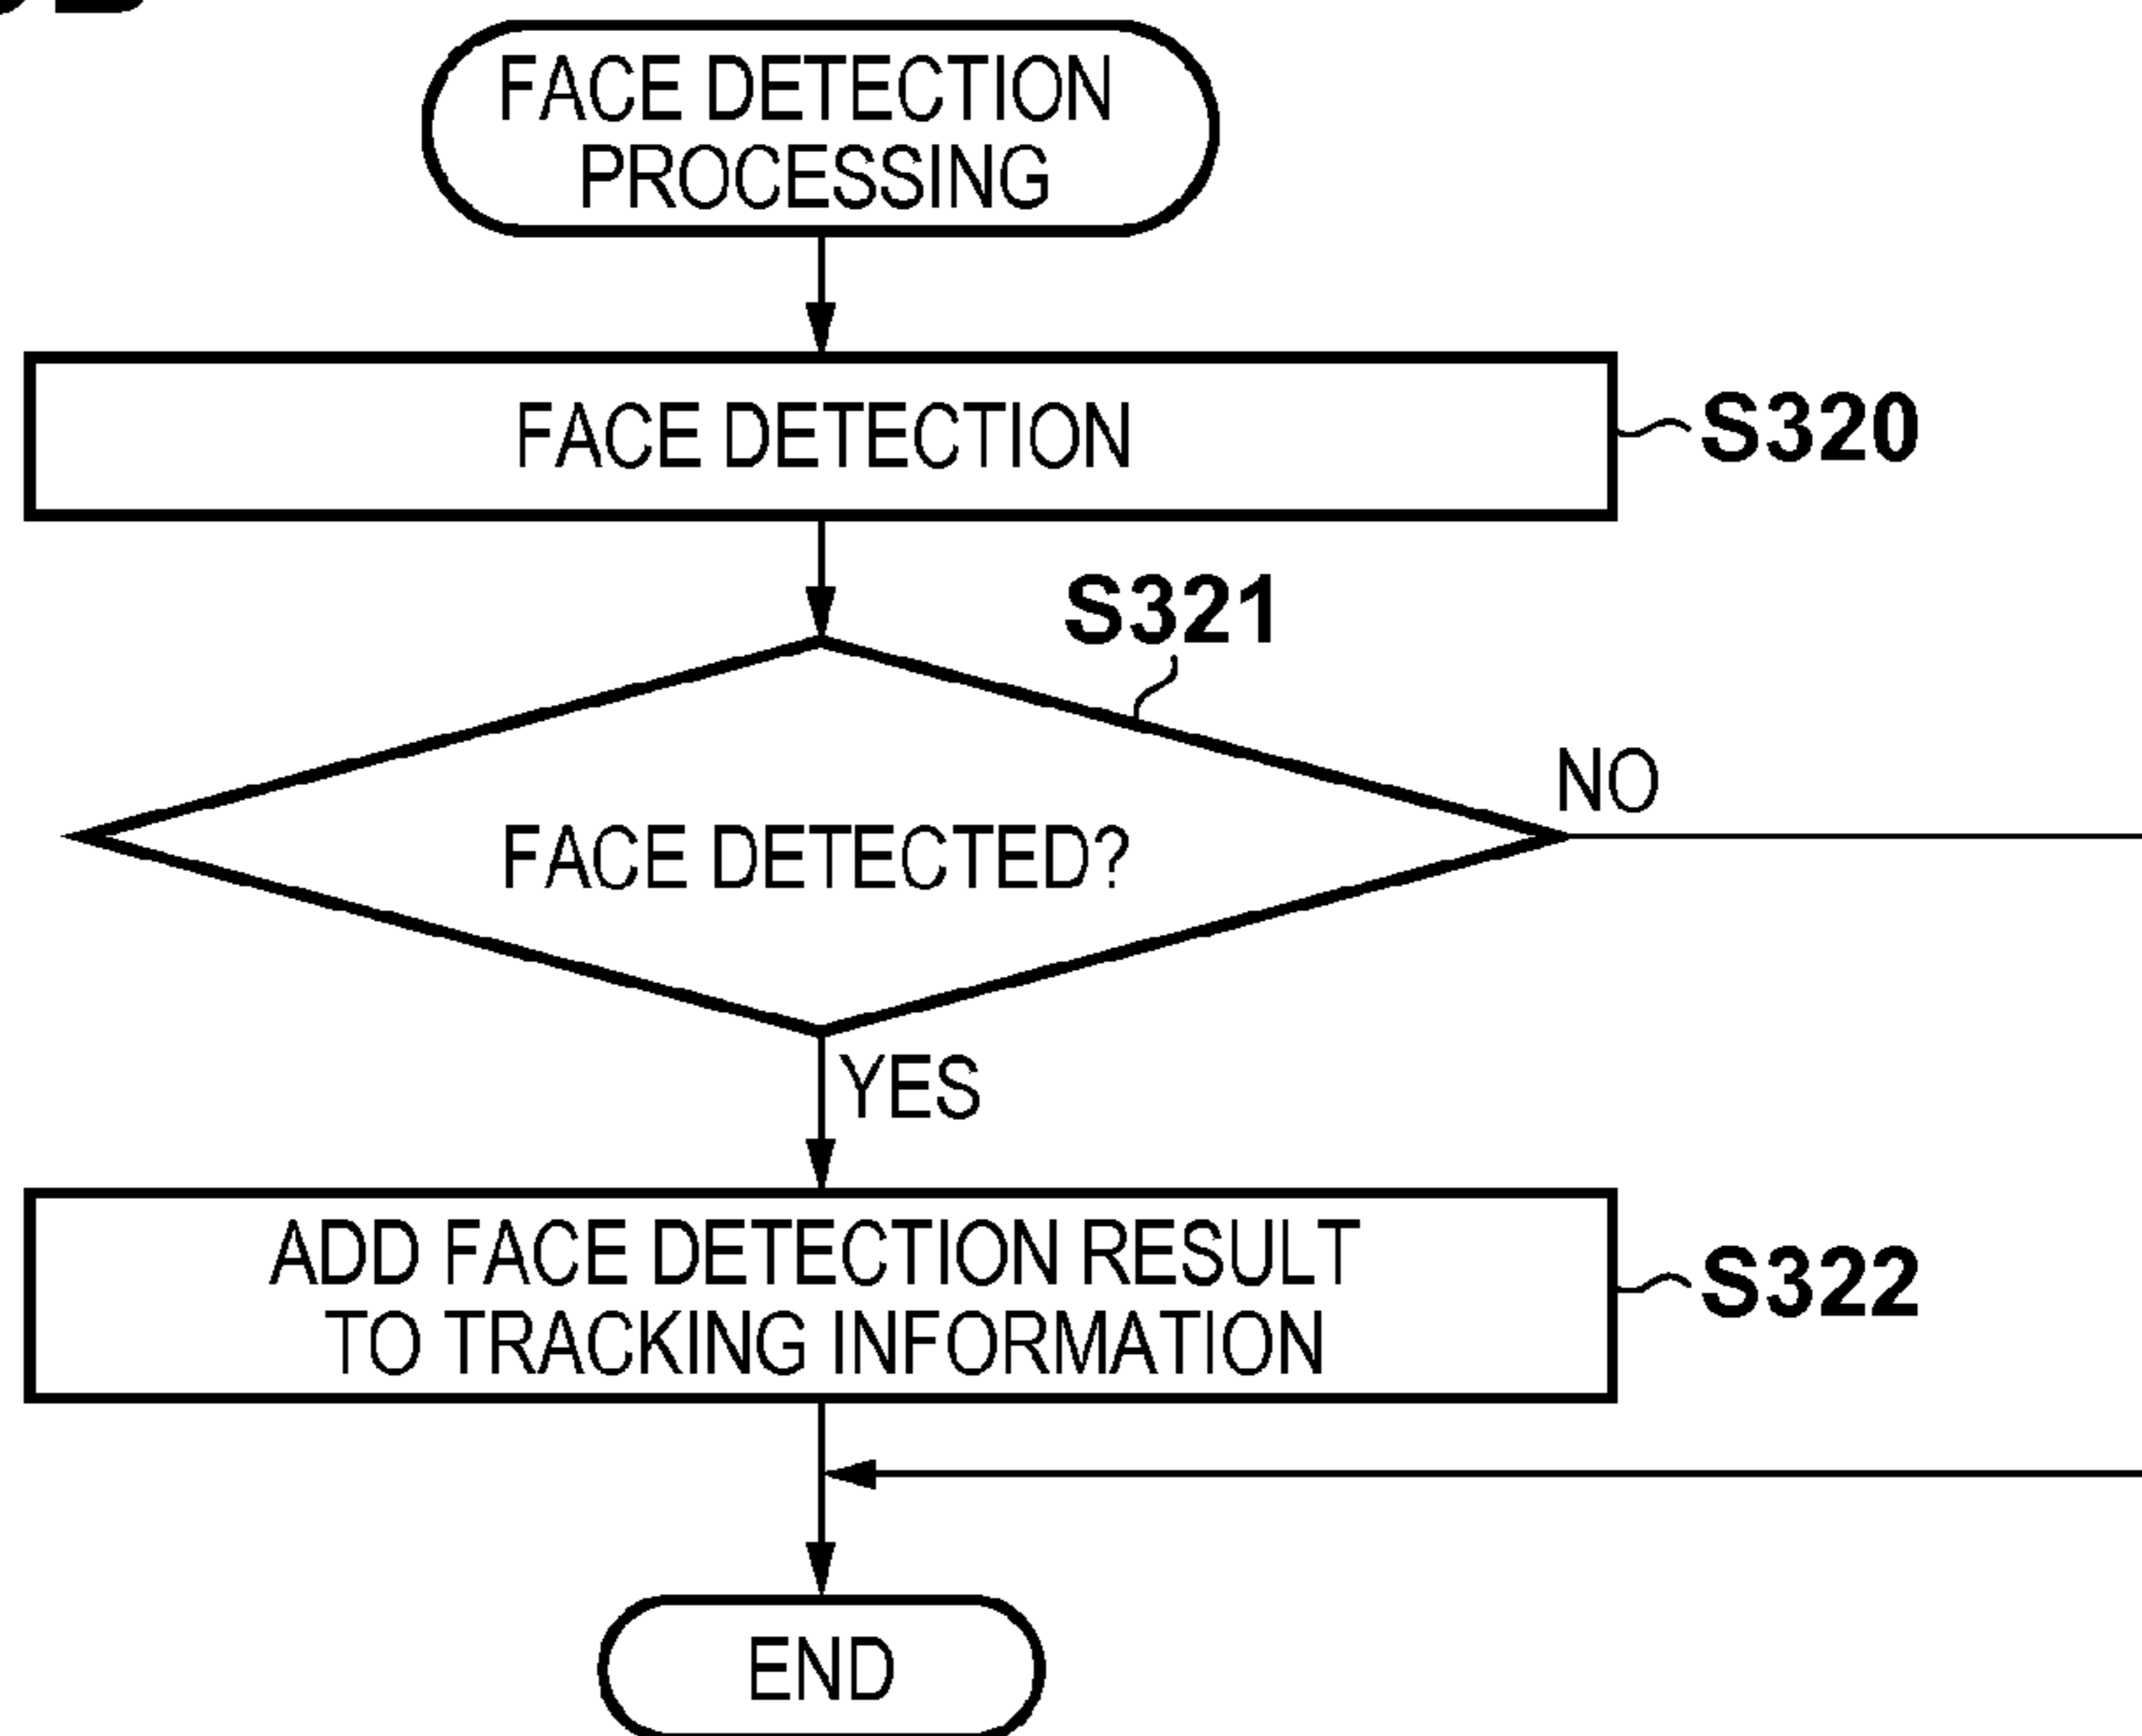 FACE DETECTION
PROCESSING
FACE DETECTION
S320
S321
NO
FACE DETECTED?
YES
ADD FACE DETECTION RESULT
TO TRACKING INFORMATION
S322
END